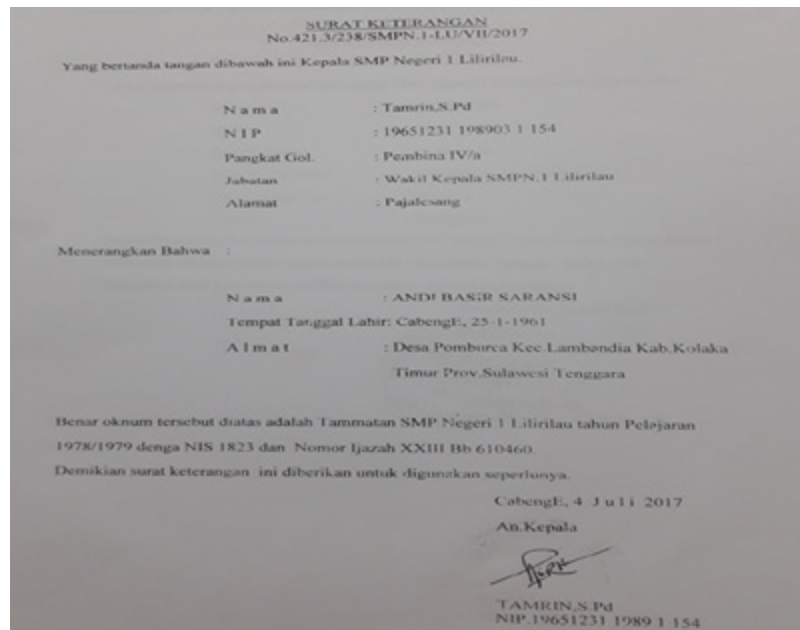 SURAT KETERANGAN
No.421.3/238/SMPN.1-LU/VII/2017
Yang bertanda tangan dibawah ini Kepala SMP Negeri 1 Lilirilau.
N a m a : Tamrin,S.Pd
N I P : 19651231 198903 1 154
Pangkat Gol. : Pembina IV/a
Jabatan : Wakil Kepala SMPN.1 Lilirilau
Alamat : Pajalesang
Menerangkan Bahwa :
N a m a : ANDI BASIR SARANSI
Tempat Tanggal Lahir: CabengE, 25-1-1961
A l m a t : Desa Pomburea Kec.Lambandia Kab.Kolaka
Timur Prov.Sulawesi Tenggara
Benar oknum tersebut diatas adalah Tammatan SMP Negeri 1 Lilirilau tahun Pelajaran
1978/1979 denga NIS 1823 dan Nomor Ijazah XXIII Bb 610460.
Demikian surat keterangan ini diberikan untuk digunakan seperlunya.
CabengE, 4 J u l i 2017
An.Kepala
TAMRIN,S.Pd
NIP.19651231 1989 1 154